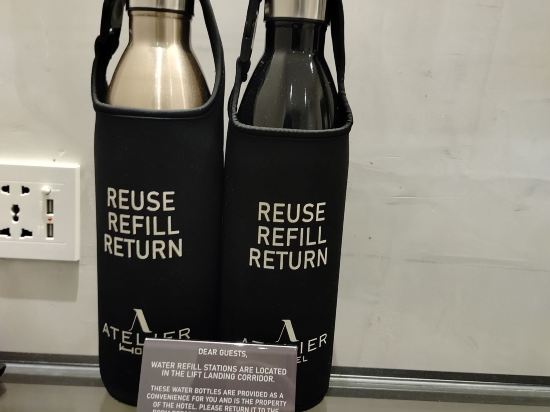 REUSE
REFILL
RETURN
ATELIER
REUSE
REFILL
RETURN
ATELIER
DEAR GUESTS,
WATER REFILL STATIONS ARE LOCATED
IN THE LIFT LANDING CORRIDOR.
THESE WATER BOTTLES ARE PROVIDED AS A
CONVENIENCE FOR YOU AND IS THE PROPERTY
OF THE HOTEL. PLEASE RETURN IT TO THE